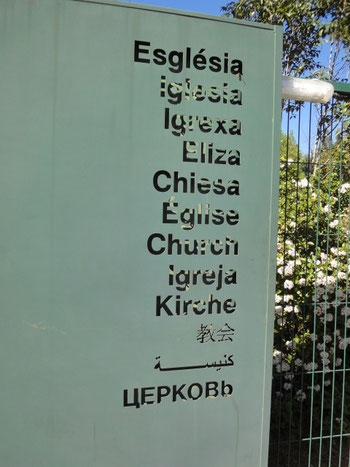 Església
Iglesia
Igrexa
Eliza
Chiesa
Église
Church
Igreja
Kirche
教会
كنيسة
ЦЕРКОВЬ